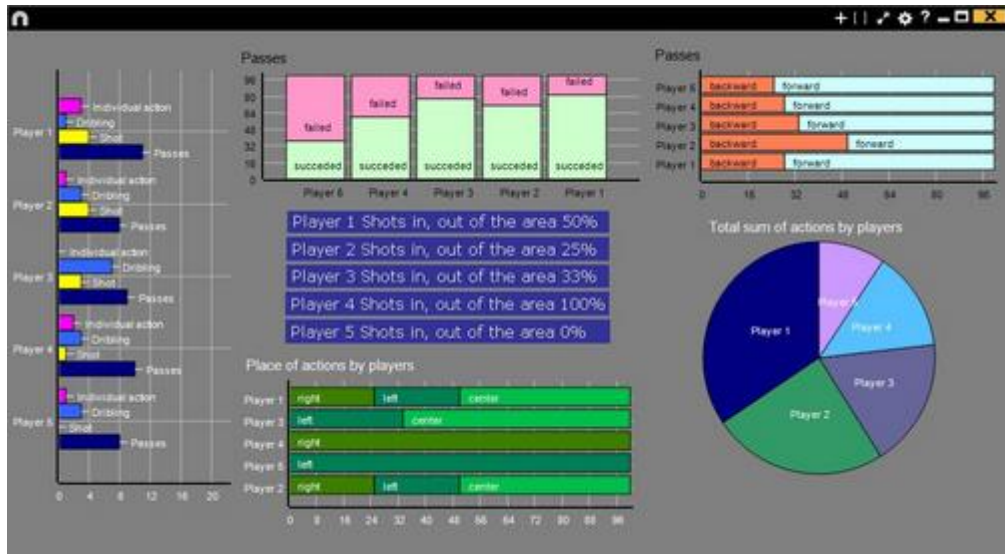 Individual action
Dribling
Shot
Passes
Player 1
Individual action
Dribling
Shot
Passes
Player 2
Individual action
Dribling
Shot
Passes
Player 3
Individual action
Dribling
Shot
Passes
Player 4
Individual action
Dribling
Shot
Passes
Player 5
0 4 8 12 16 20
Passes
96
80
64
48
32
16
0
failed failed failed failed failed
succeded succeded succeded succeded succeded
Player 5 Player 4 Player 3 Player 2 Player 1
Player 1 Shots in, out of the area 50%
Player 2 Shots in, out of the area 25%
Player 3 Shots in, out of the area 33%
Player 4 Shots in, out of the area 100%
Player 5 Shots in, out of the area 0%
Place of actions by players
Player 1 right left center
Player 3 left center
Player 4 right
Player 5 left
Player 2 right left center
0 8 16 24 32 40 48 56 64 72 80 88 96
Passes
Player 5 backward forward
Player 4 backward forward
Player 3 backward forward
Player 2 backward forward
Player 1 backward forward
0 16 32 48 64 80 96
Total sum of actions by players
Player 1
Player 5
Player 4
Player 3
Player 2